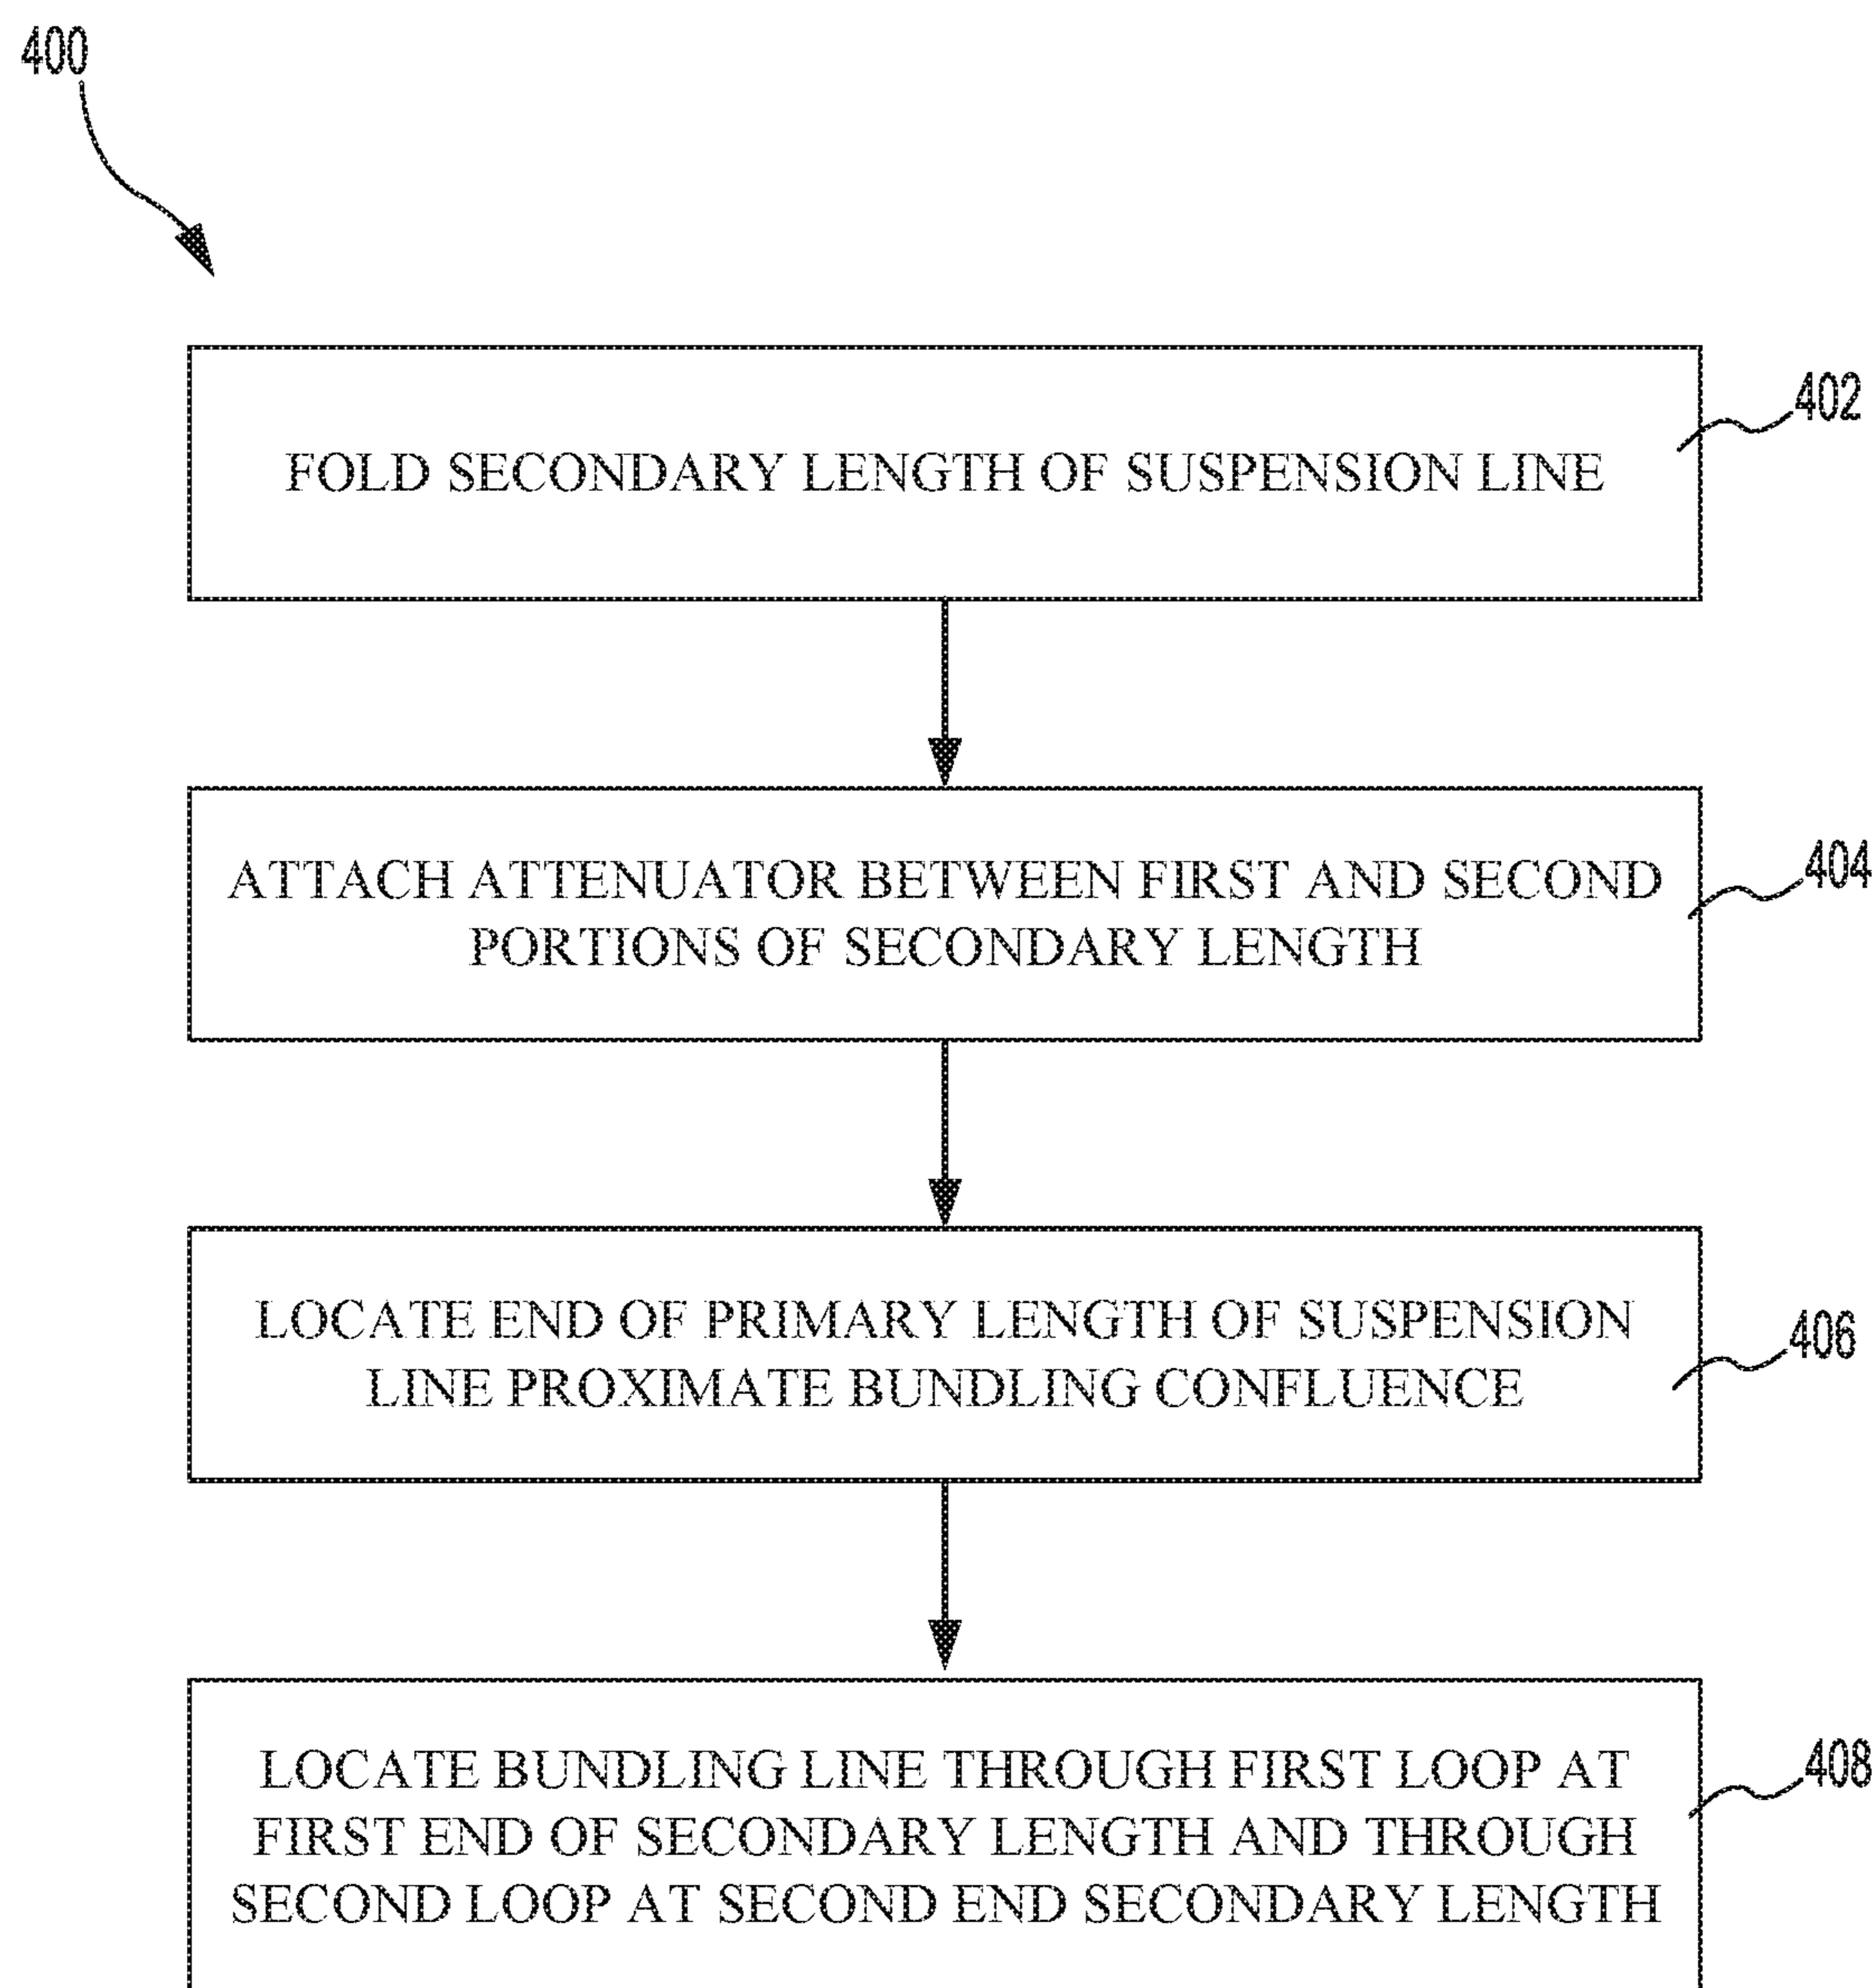 400
FOLD SECONDARY LENGTH OF SUSPENSION LINE
402
ATTACH ATTENUATOR BETWEEN FIRST AND SECOND
PORTIONS OF SECONDARY LENGTH
404
LOCATE END OF PRIMARY LENGTH OF SUSPENSION
LINE PROXIMATE BUNDLING CONFLUENCE
406
LOCATE BUNDLING LINE THROUGH FIRST LOOP AT
FIRST END OF SECONDARY LENGTH AND THROUGH
SECOND LOOP AT SECOND END SECONDARY LENGTH
408